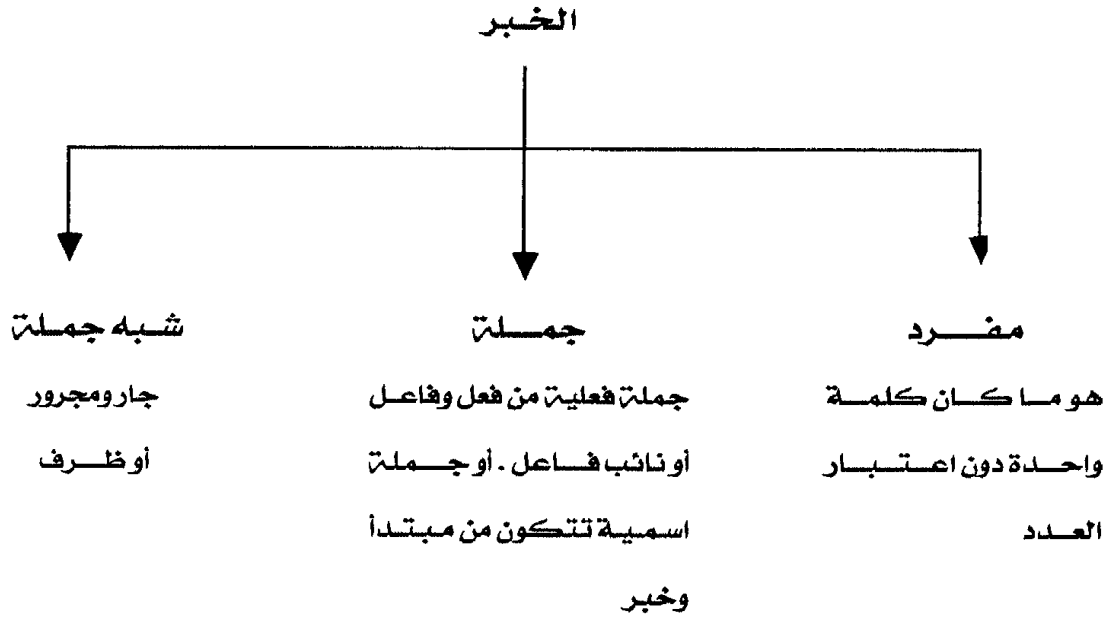 الخبر
مفرد
هو ما كان كلمة
واحدة دون اعتبار
العدد
جملة
جملة فعلية من فعل وفاعل
أو نائب فاعل . أو جملة
اسمية تتكون من مبتدأ
وخبر
شبه جملة
جار ومجرور
أو ظرف